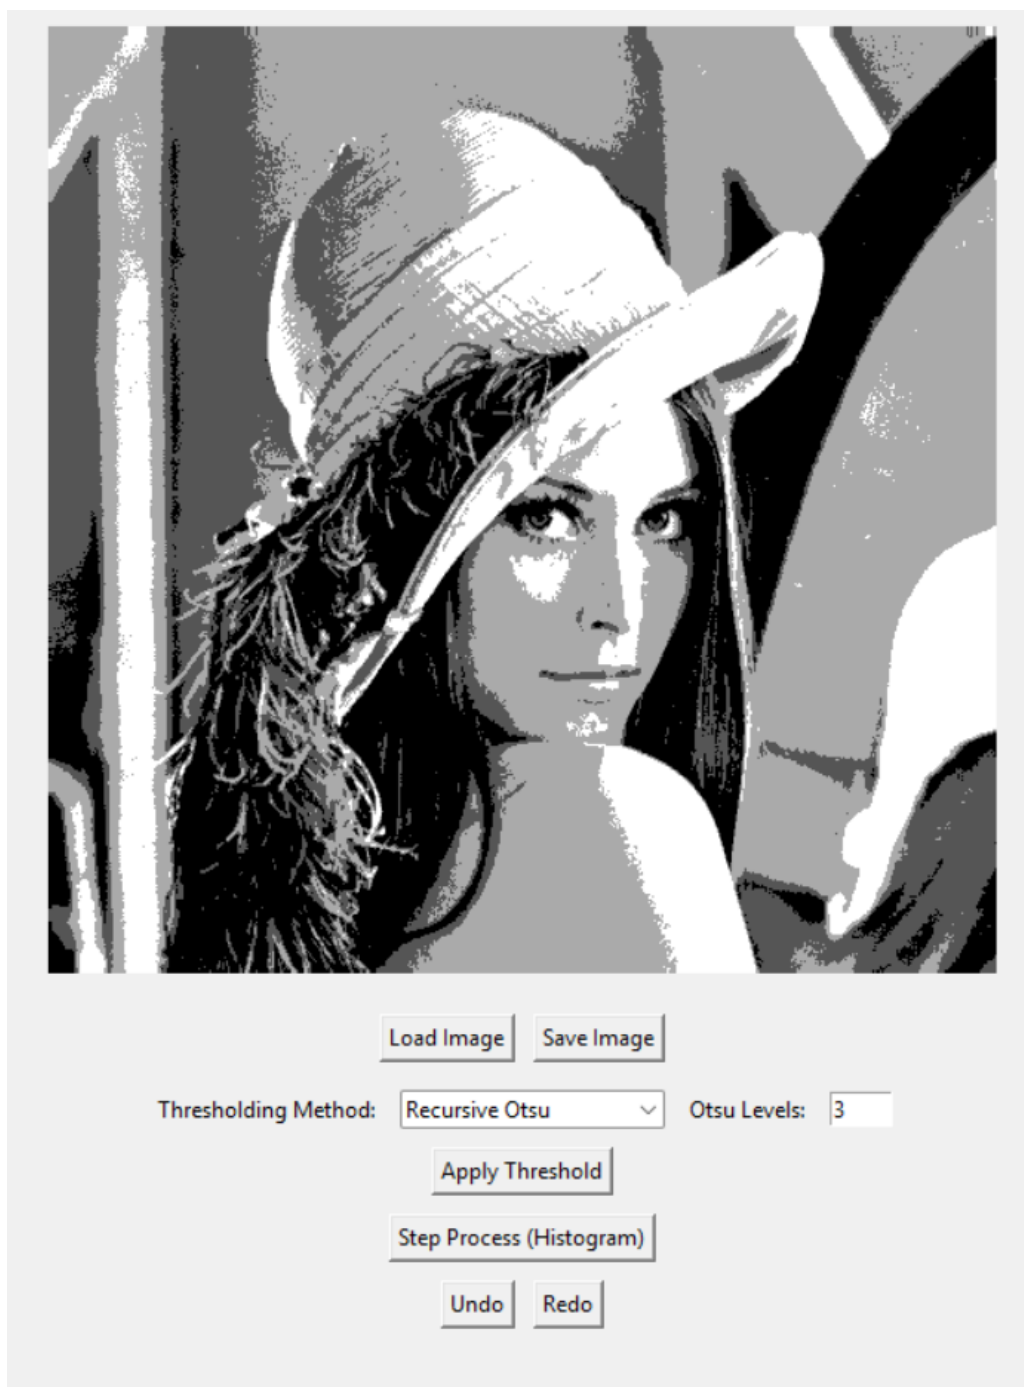 Load Image Save Image
Thresholding Method: Recursive Otsu Otsu Levels: 3
Apply Threshold
Step Process (Histogram)
Undo Redo